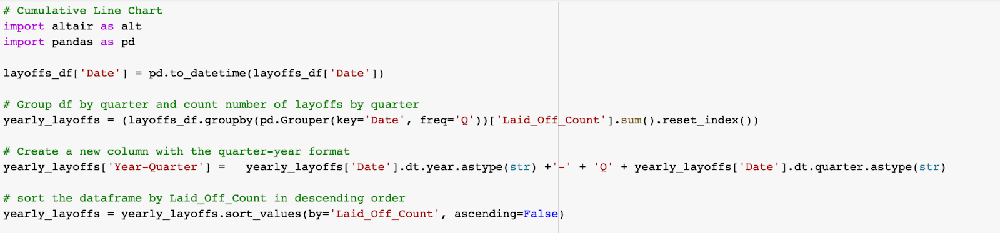 # Cumulative Line Chart
import altair as alt
import pandas as pd
layoffs_df['Date'] = pd.to_datetime(layoffs_df['Date'])
# Group df by quarter and count number of layoffs by quarter
yearly_layoffs = (layoffs_df.groupby(pd.Grouper(key='Date', freq='Q'))['Laid_Off_Count'].sum().reset_index())
# Create a new column with the quarter-year format
yearly_layoffs['Year-Quarter'] =   yearly_layoffs['Date'].dt.year.astype(str) +'-' + 'Q' + yearly_layoffs['Date'].dt.quarter.astype(str)
# sort the dataframe by Laid_Off_Count in descending order
yearly_layoffs = yearly_layoffs.sort_values(by='Laid_Off_Count', ascending=False)